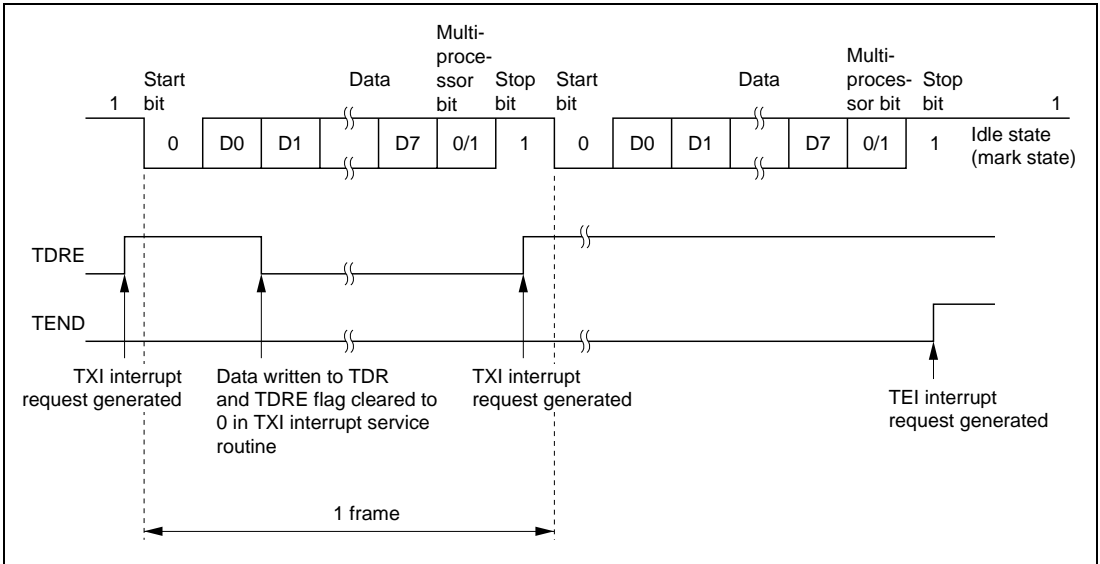 Multi-
proce-
ssor
bit
Start
bit
Data
Stop
bit
Start
bit
Data
Multi-
proces-
sor bit
Stop
bit
1
1
0 D0 D1 D7 0/1 1 0 D0 D1 D7 0/1 1
Idle state
(mark state)
TDRE
TEND
TXI interrupt
request generated
Data written to TDR
and TDRE flag cleared to
0 in TXI interrupt service
routine
TXI interrupt
request generated
TEI interrupt
request generated
1 frame